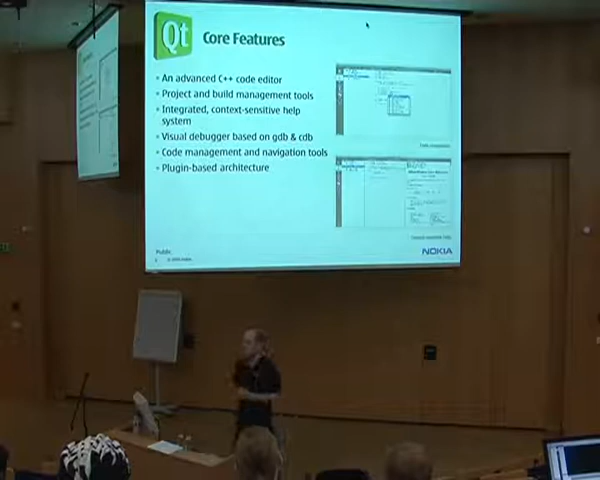 Qt
Core Features
An advanced C++ code editor
Project and build management tools
Integrated, context-sensitive help
system
Visual debugger based on gdb & cdb
Code management and navigation tools
Plugin-based architecture
Public
NOKIA